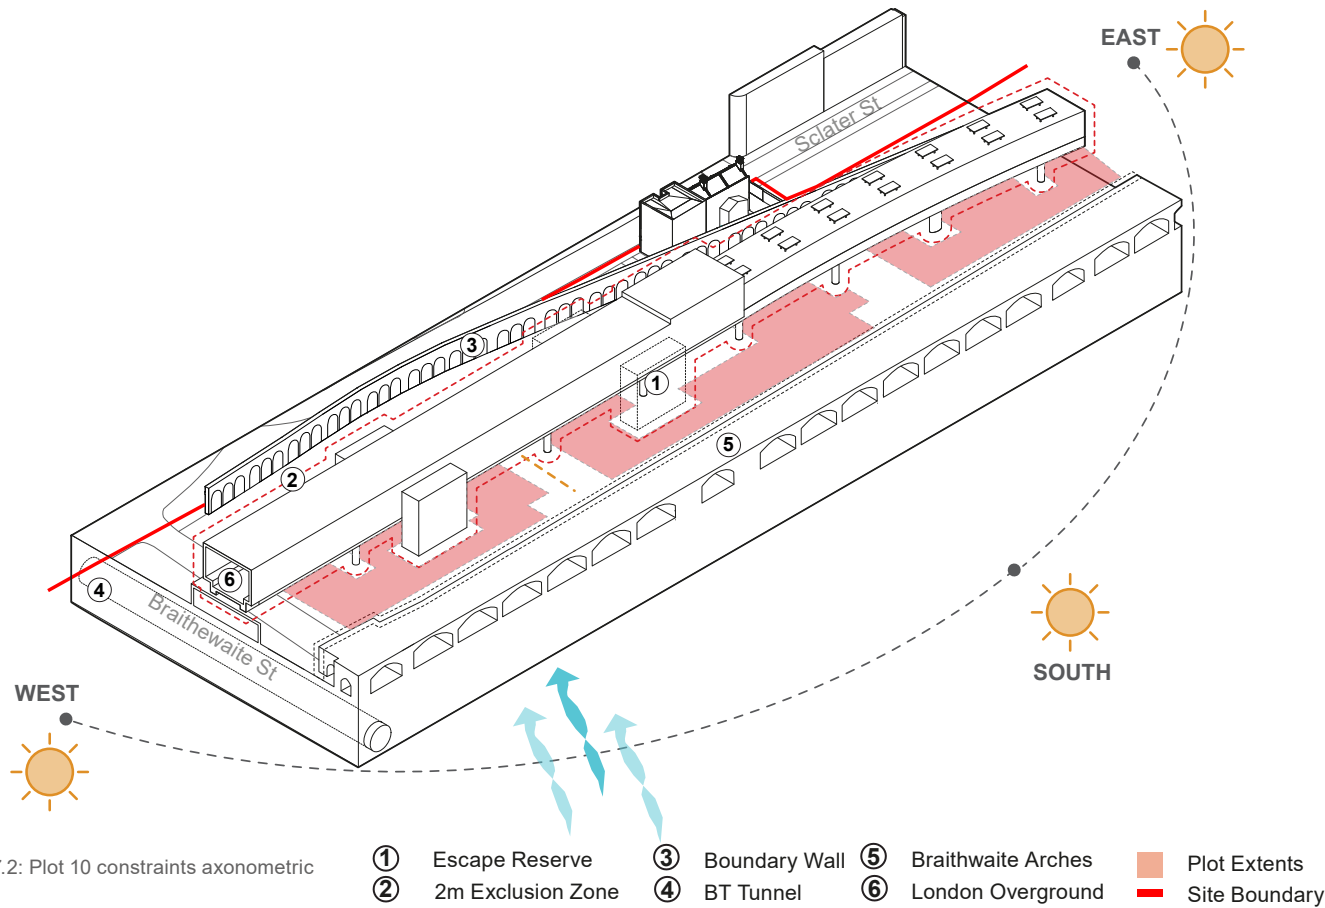 EAST
Sclater St
3
1
5
2
6
4
Braithewaite St
SOUTH
WEST
7.2: Plot 10 constraints axonometric
1 Escape Reserve
2 2m Exclusion Zone
3 Boundary Wall
4 BT Tunnel
5 Braithwaite Arches
6 London Overground
Plot Extents
Site Boundary